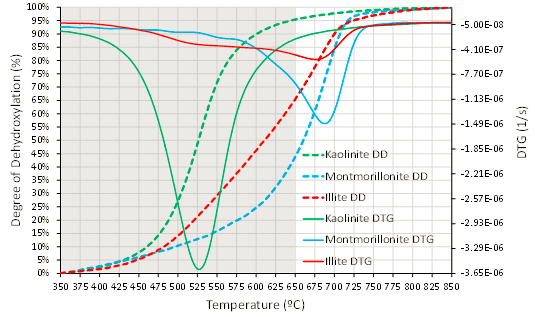 100%
95%
90%
85%
80%
75%
70%
65%
60%
55%
50%
45%
40%
35%
30%
25%
20%
15%
10%
5%
0%
Degree of Dehydroxylation (%)
-5.00E-08
-4.10E-07
-7.70E-07
-1.13E-06
-1.49E-06
-1.85E-06
-2.21E-06
-2.57E-06
-2.93E-06
-3.29E-06
-3.65E-06
DTG (1/s)
Kaolinite DD
Montmorillonite DD
Illite DD
Kaolinite DTG
Montmorillonite DTG
Illite DTG
350 375 400 425 450 475 500 525 550 575 600 625 650 675 700 725 750 775 800 825 850
Temperature (ºC)